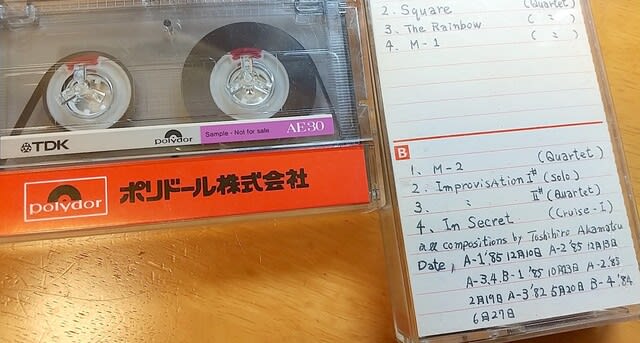 TDK
polydor
Sample - Not for sale
AE30
polydor
ポリドール株式会社
2. Square (Quartet)
3. The Rainbow ( 〃 )
4. M-1 ( 〃 )
B
1. M-2 (Quartet)
2. Improvisation I# (Solo)
3. 〃 II# (Quartet)
4. In Secret (Cruise-I)
all compositions by Toshihiro Akamatsu
Date, A-1 '85 12月10日 A-2 '85 12月13日
A-3,4.B-1 '85 10月3日 A-2.'83
2月19日 A-3 '82 5月20日 B-4.'84
6月27日